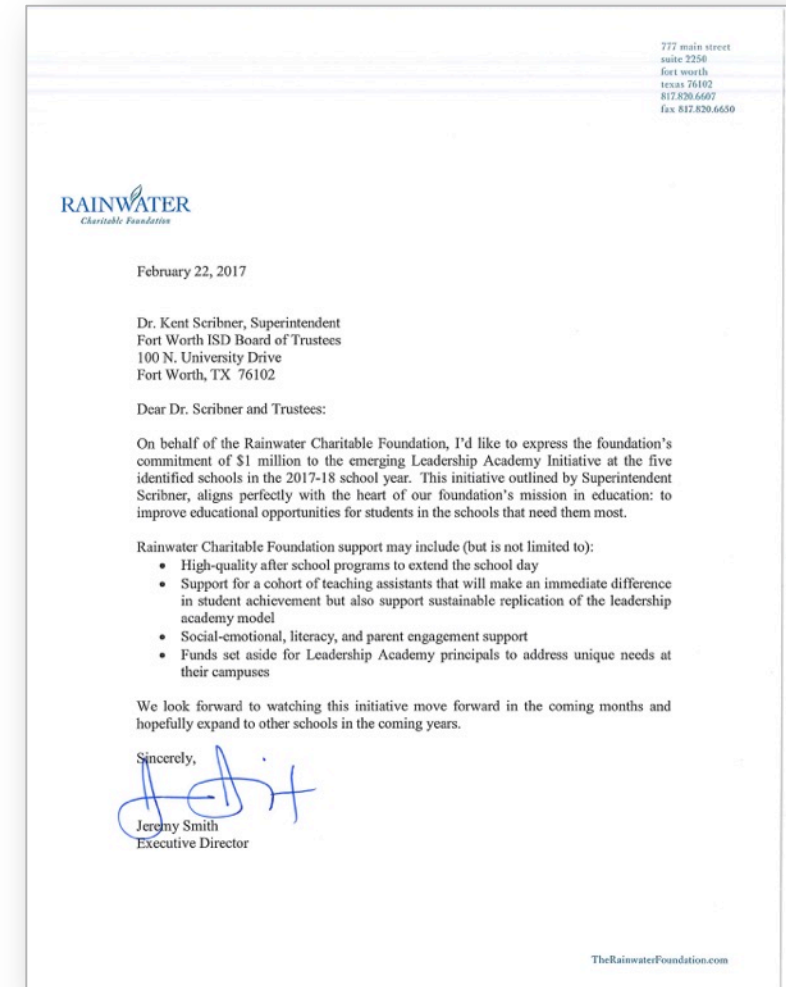 777 main street
suite 2250
fort worth
texas 76102
817.820.6607
fax 817.820.6650
RAINWATER
Charitable Foundation
February 22, 2017
Dr. Kent Scribner, Superintendent
Fort Worth ISD Board of Trustees
100 N. University Drive
Fort Worth, TX 76102
Dear Dr. Scribner and Trustees:
On behalf of the Rainwater Charitable Foundation, I'd like to express the foundation's
commitment of $1 million to the emerging Leadership Academy Initiative at the five
identified schools in the 2017-18 school year. This initiative outlined by Superintendent
Scribner, aligns perfectly with the heart of our foundation's mission in education: to
improve educational opportunities for students in the schools that need them most.
Rainwater Charitable Foundation support may include (but is not limited to):
• High-quality after school programs to extend the school day
• Support for a cohort of teaching assistants that will make an immediate difference
in student achievement but also support sustainable replication of the leadership
academy model
• Social-emotional, literacy, and parent engagement support
• Funds set aside for Leadership Academy principals to address unique needs at
their campuses
We look forward to watching this initiative move forward in the coming months and
hopefully expand to other schools in the coming years.
Sincerely,
Jeremy Smith
Executive Director
TheRainwaterFoundation.com